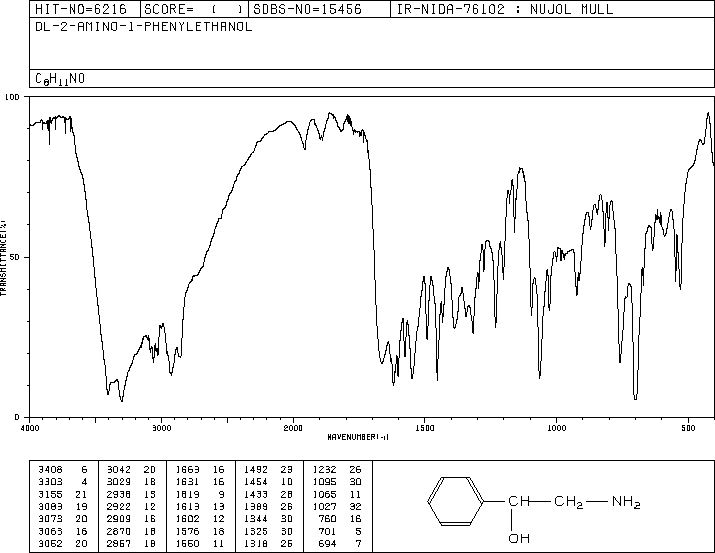 HIT-NO=6216 SCORE= ( ) SDBS-NO=15456 IR-NIDA-76102 : NUJOL MULL
DL-2-AMINO-1-PHENYLETHANOL
C8H11NO
100
50
0
TRANSMITTANCE(%)
4000 3000 2000 1500 1000 500
WAVENUMBER(-1)
3408 6 3042 20 1663 16 1492 23 1232 26
3303 4 3029 18 1631 16 1454 10 1095 30
3155 21 2938 15 1619 9 1433 28 1065 11
3083 19 2922 12 1613 13 1389 26 1027 32
3073 20 2909 16 1602 12 1344 30 760 16
3063 16 2870 18 1576 18 1325 30 701 5
3052 20 2857 18 1550 11 1318 25 694 7
CH CH2 NH2
OH